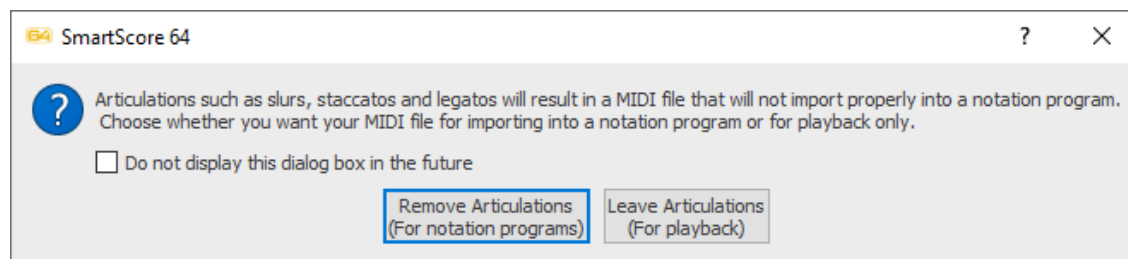 64 SmartScore 64
?
Articulations such as slurs, staccatos and legatos will result in a MIDI file that will not import properly into a notation program.
Choose whether you want your MIDI file for importing into a notation program or for playback only.
Do not display this dialog box in the future
Remove Articulations
(For notation programs)
Leave Articulations
(For playback)